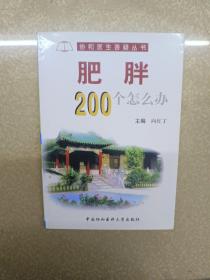 协和医生答疑丛书
肥胖
200个怎么办
主编 向红丁
中国协和医科大学出版社